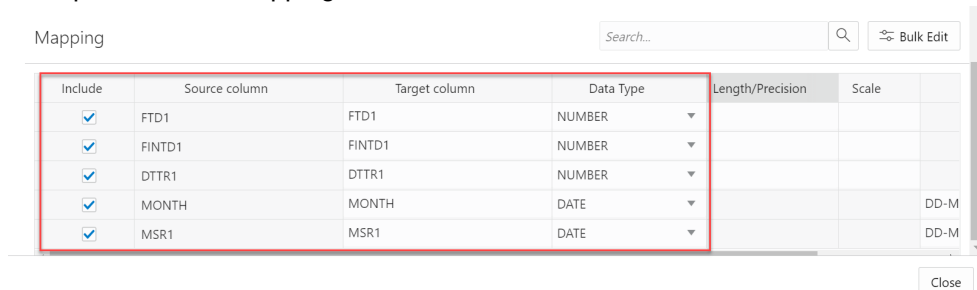 Mapping
Search...
Bulk Edit
Include Source column Target column Data Type Length/Precision Scale
FTD1 FTD1 NUMBER
FINTD1 FINTD1 NUMBER
DTTR1 DTTR1 NUMBER
MONTH MONTH DATE DD-M
MSR1 MSR1 DATE DD-M
Close